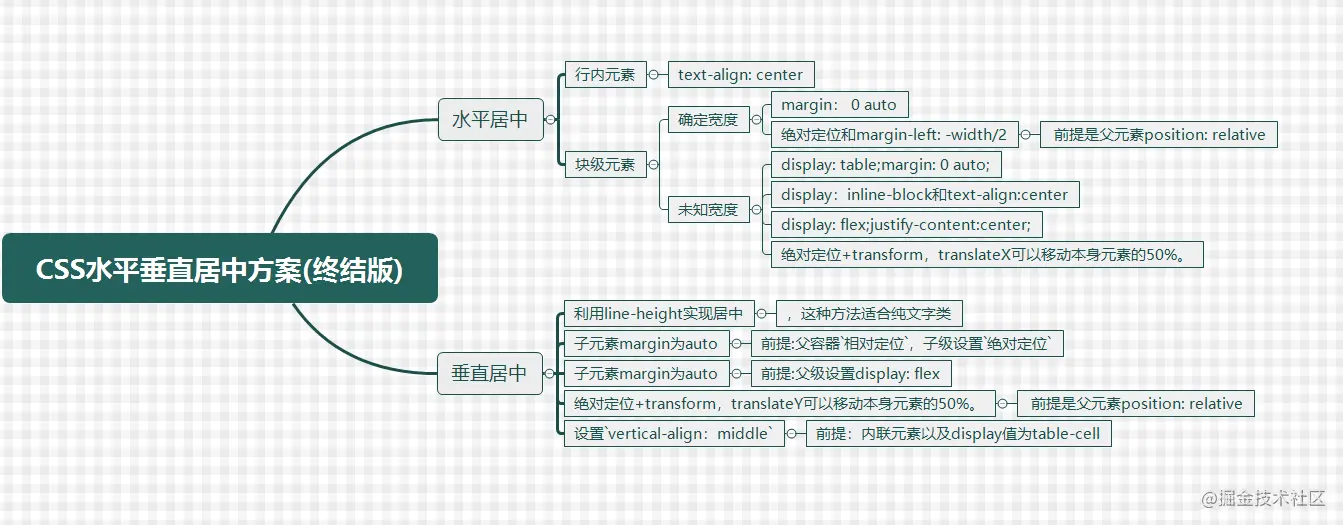 CSS水平垂直居中方案(终结版)
水平居中
行内元素
text-align: center
块级元素
确定宽度
margin： 0 auto
绝对定位和margin-left: -width/2
前提是父元素position: relative
未知宽度
display: table;margin: 0 auto;
display：inline-block和text-align:center
display: flex;justify-content:center;
绝对定位+transform，translateX可以移动本身元素的50%。
垂直居中
利用line-height实现居中
，这种方法适合纯文字类
子元素margin为auto
前提:父容器`相对定位`，子级设置`绝对定位`
子元素margin为auto
前提:父级设置display: flex
绝对定位+transform，translateY可以移动本身元素的50%。
前提是父元素position: relative
设置`vertical-align：middle`
前提：内联元素以及display值为table-cell
@掘金技术社区